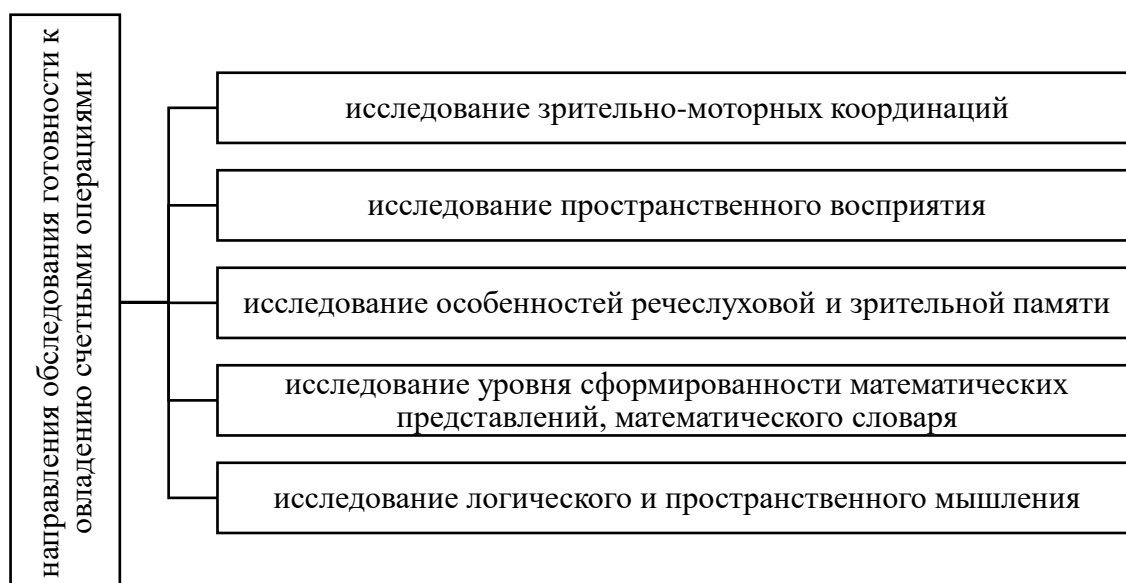 направления обследования готовности к
овладению счетными операциями
исследование зрительно-моторных координаций
исследование пространственного восприятия
исследование особенностей речеслуховой и зрительной памяти
исследование уровня сформированности математических
представлений, математического словаря
исследование логического и пространственного мышления